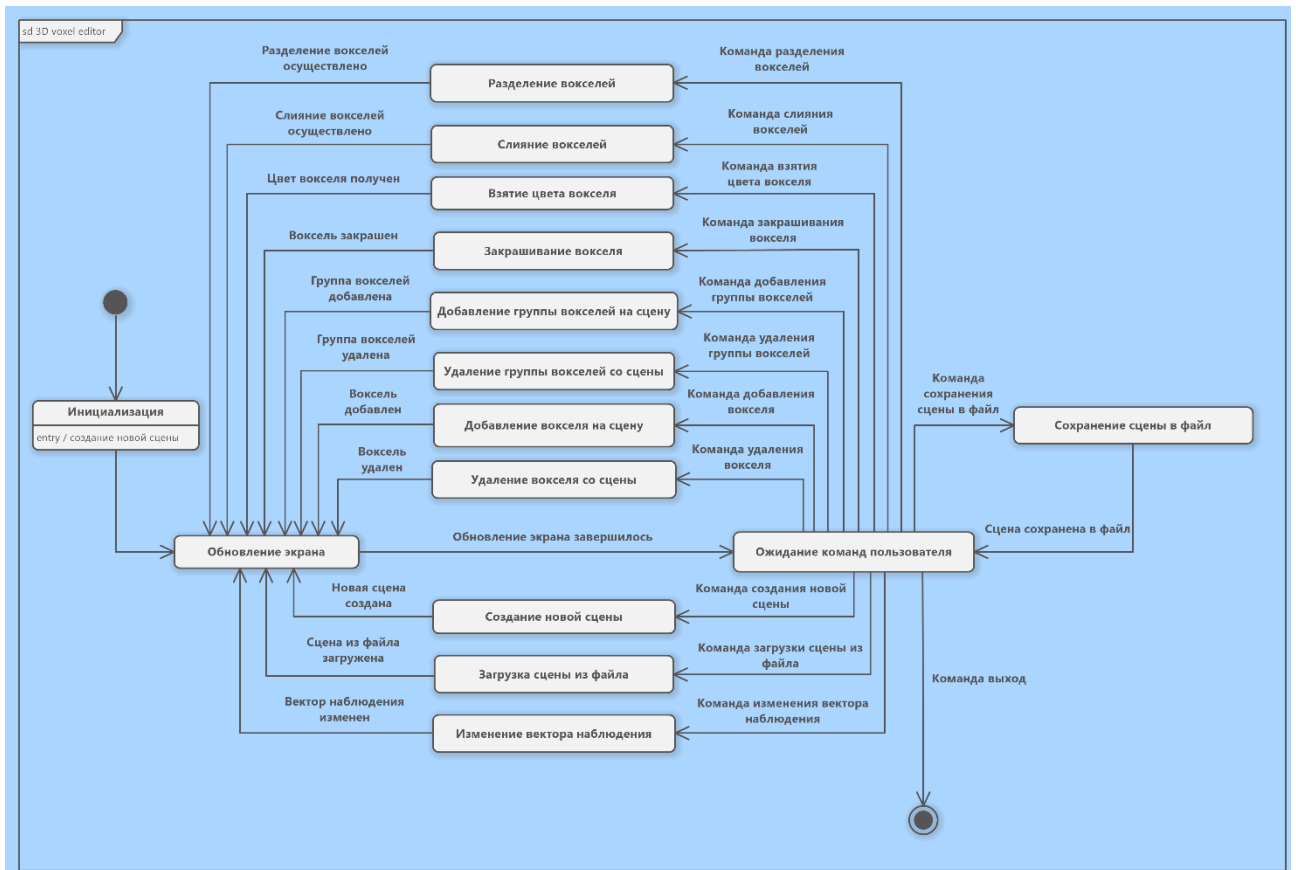 sd 3D voxel editor
Разделение вокселей
осуществлено
Разделение вокселей
Команда разделения
вокселей
Слияние вокселей
осуществлено
Слияние вокселей
Команда слияния
вокселей
Цвет вокселя получен
Взятие цвета вокселя
Команда взятия
цвета вокселя
Воксель закрашен
Закрашивание вокселя
Команда закрашивания
вокселя
Группа вокселей
добавлена
Добавление группы вокселей на сцену
Команда добавления
группы вокселей
Группа вокселей
удалена
Удаление группы вокселей со сцены
Команда удаления
группы вокселей
Воксель
добавлен
Добавление вокселя на сцену
Команда добавления
вокселя
Команда
сохранения
сцены в файл
Сохранение сцены в файл
Инициализация
entry / создание новой сцены
Воксель
удален
Удаление вокселя со сцены
Команда удаления
вокселя
Сцена сохранена в файл
Обновление экрана
Обновление экрана завершилось
Ожидание команд пользователя
Новая сцена
создана
Создание новой сцены
Команда создания новой
сцены
Сцена из файла
загружена
Загрузка сцены из файла
Команда загрузки сцены из
файла
Команда выход
Вектор наблюдения
изменен
Изменение вектора наблюдения
Команда изменения вектора
наблюдения